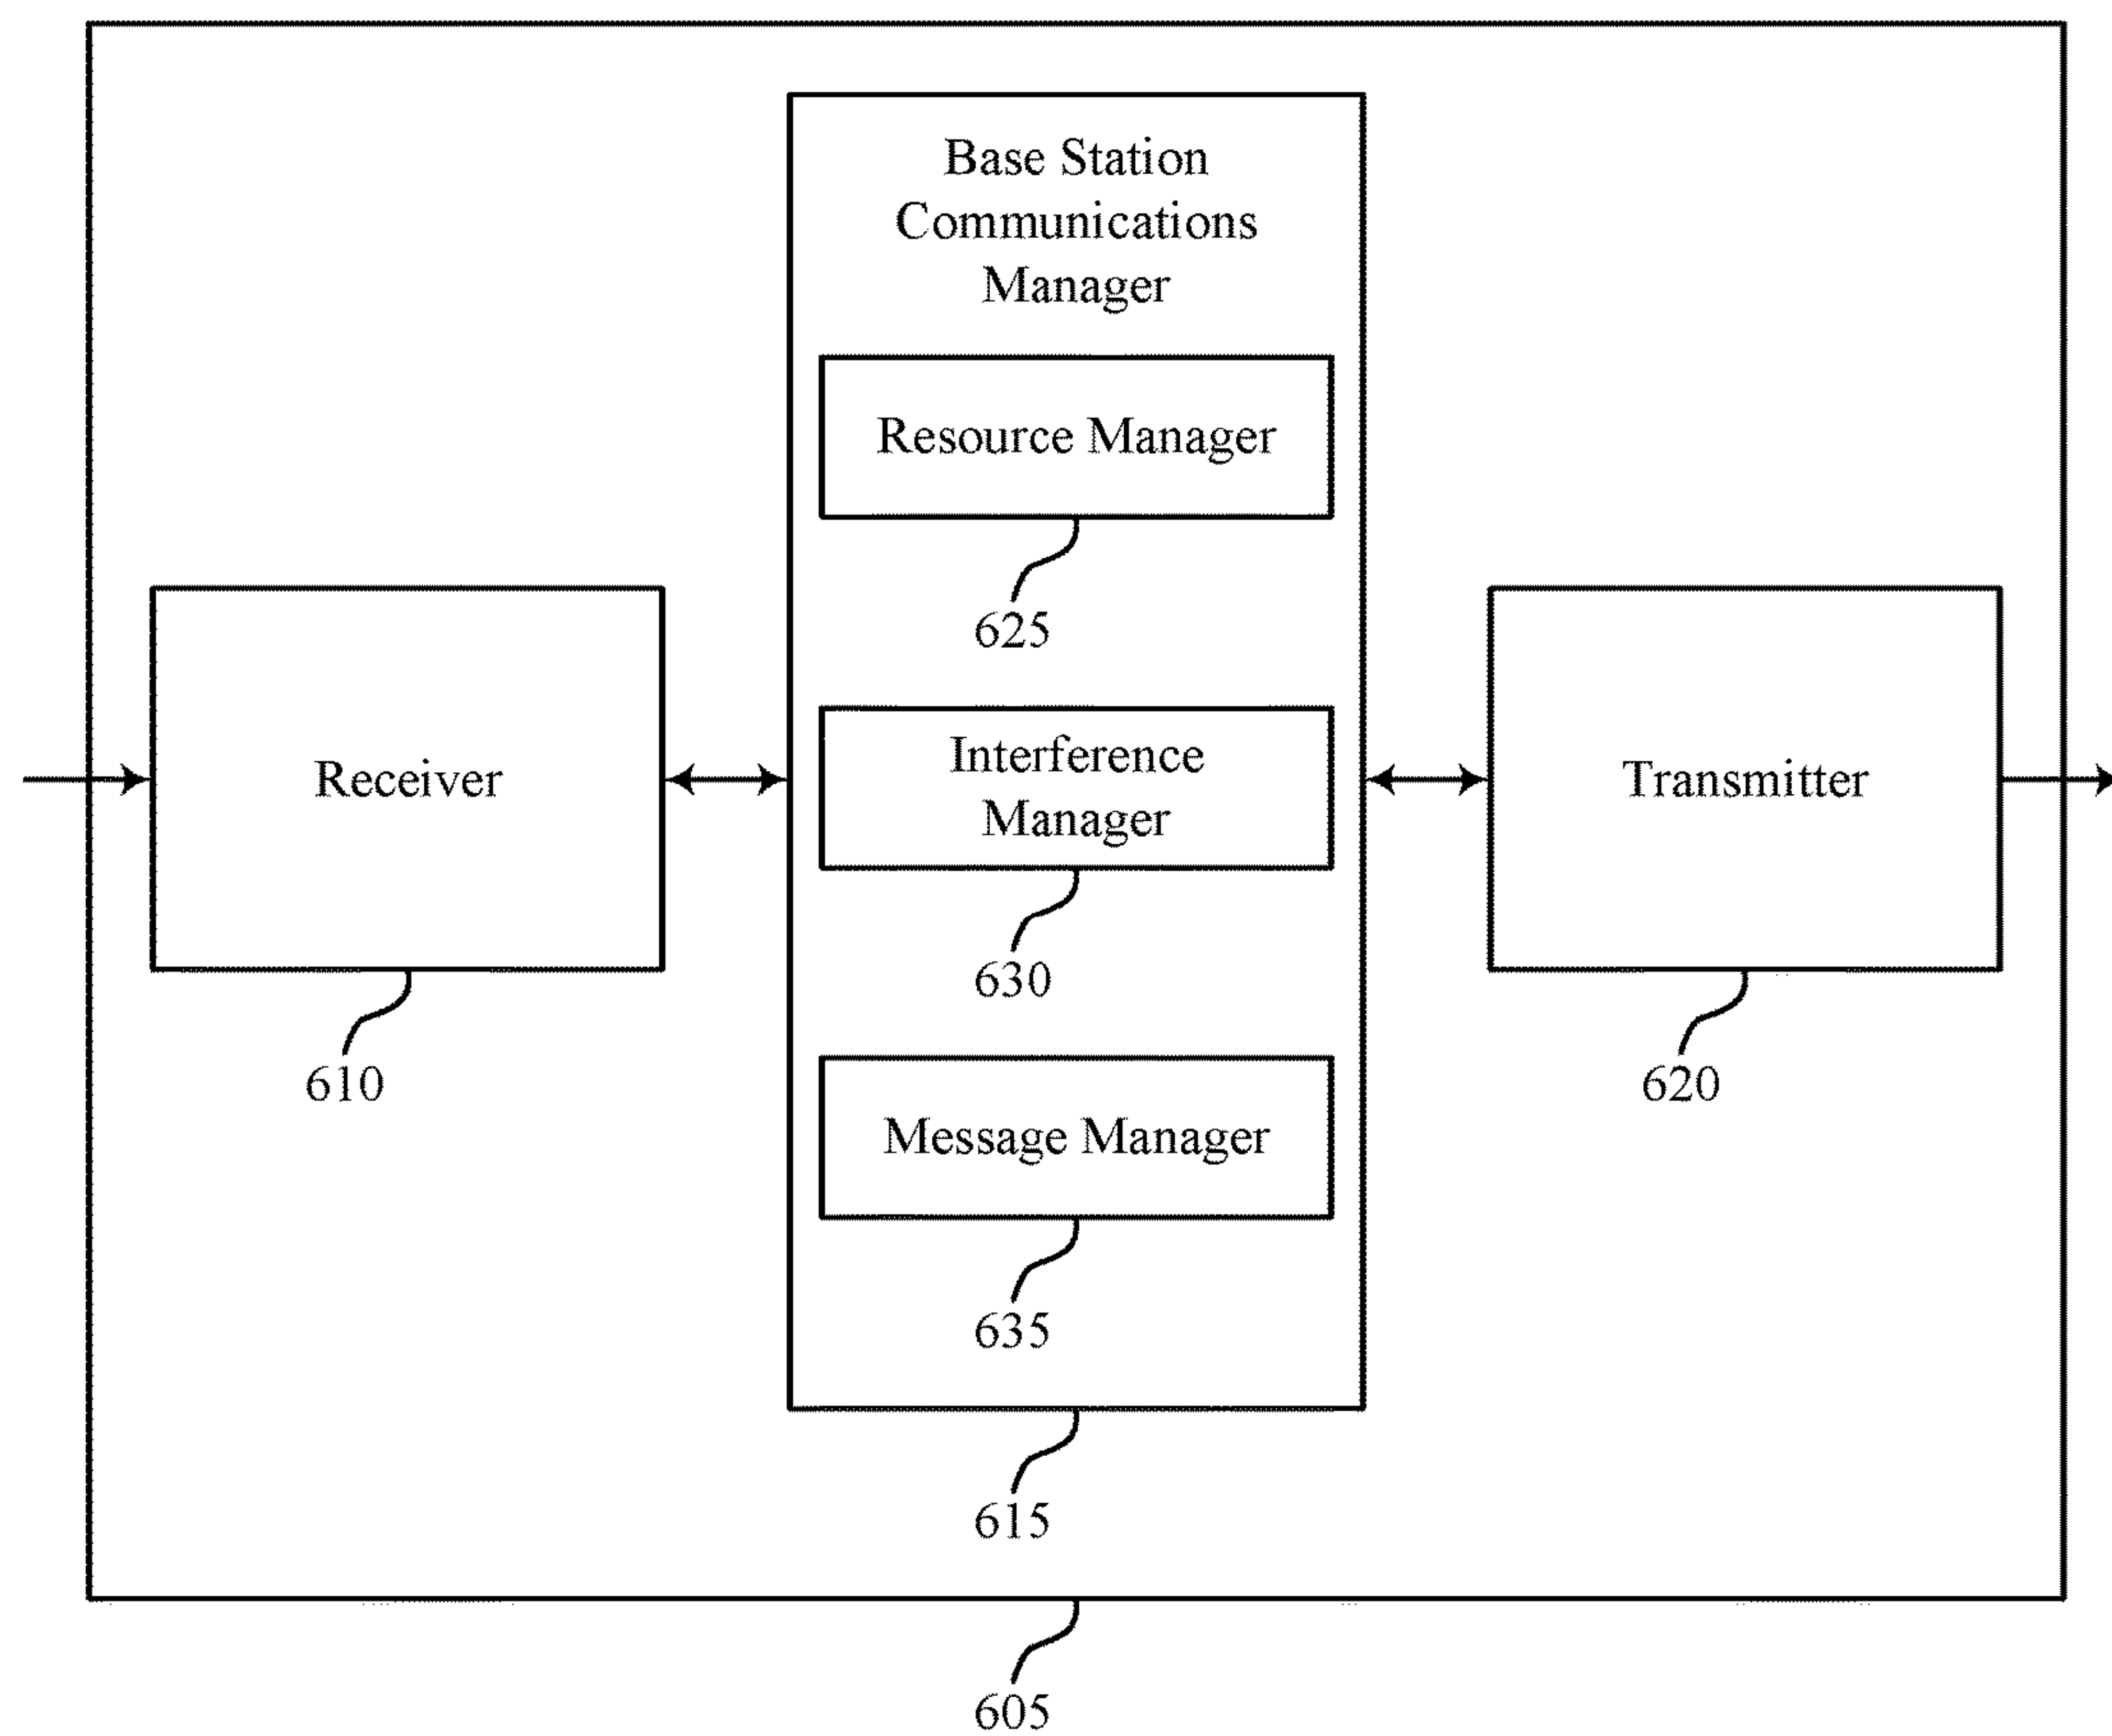 Base Station
Communications
Manager
Resource Manager
625
Receiver
610
Interference
Manager
630
Transmitter
620
Message Manager
635
615
605